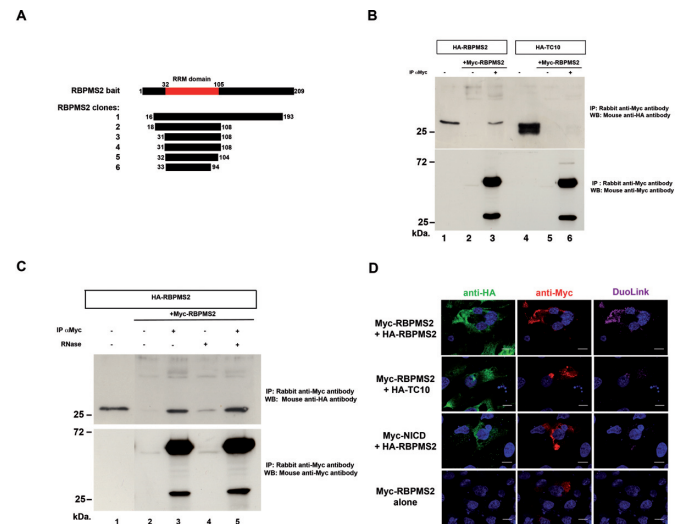 A
RRM domain
32 105
RBPMS2 bait 1 209
RBPMS2 clones:
1 16 193
2 18 108
3 31 108
4 31 108
5 32 104
6 33 94
B
HA-RBPMS2 HA-TC10
+Myc-RBPMS2 +Myc-RBPMS2
IP αMyc - - + - - +
25
IP: Rabbit anti-Myc antibody
WB: Mouse anti-HA antibody
72
IP : Rabbit anti-Myc antibody
WB: Mouse anti-Myc antibody
25
kDa. 1 2 3 4 5 6
C
HA-RBPMS2
+Myc-RBPMS2
IP αMyc - - + - +
RNase - - - + +
25
IP: Rabbit anti-Myc antibody
WB: Mouse anti-HA antibody
72
IP: Rabbit anti-Myc antibody
WB: Mouse anti-Myc antibody
25
kDa. 1 2 3 4 5
D
anti-HA anti-Myc DuoLink
Myc-RBPMS2
+ HA-RBPMS2
Myc-RBPMS2
+ HA-TC10
Myc-NICD
+ HA-RBPMS2
Myc-RBPMS2
alone